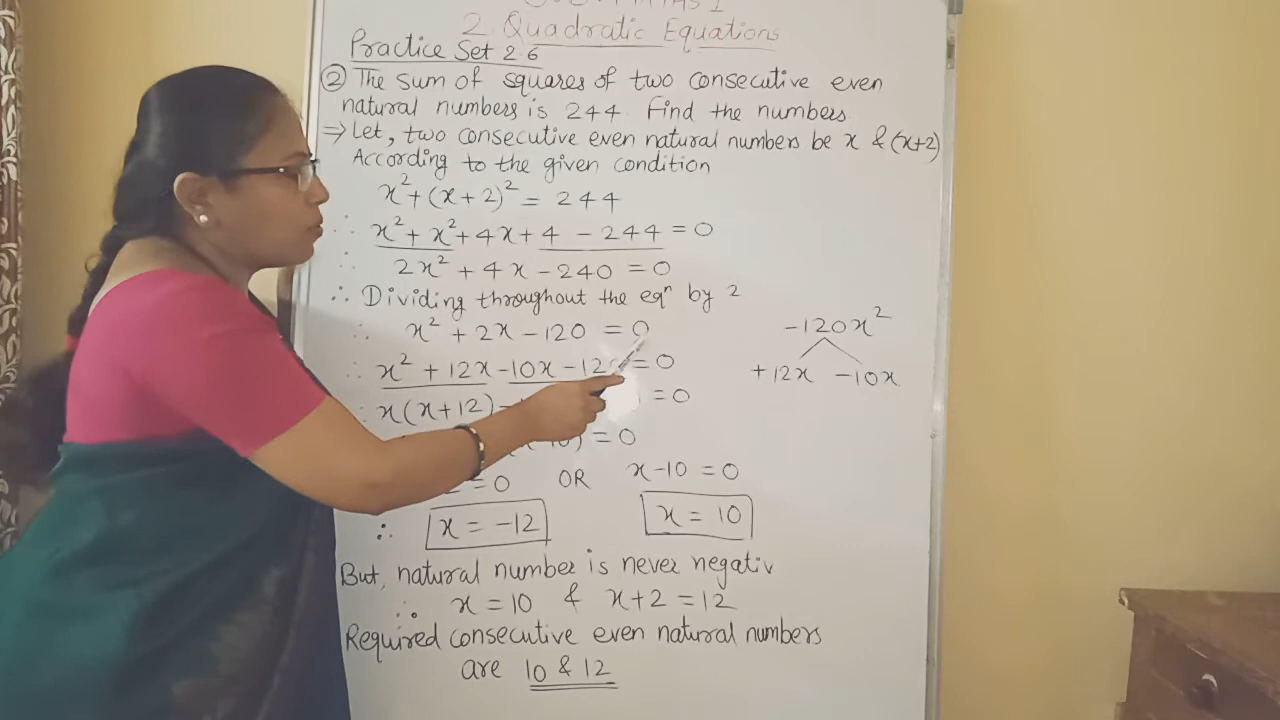 2. Quadratic Equations
Practice Set 2.6
② The sum of squares of two consecutive even
natural numbers is 244. Find the numbers.
⇒ Let, two consecutive even natural numbers be x & (x+2)
According to the given condition
x² + (x + 2)² = 244
∴ x² + x² + 4x + 4 - 244 = 0
∴ 2x² + 4x - 240 = 0
∴ Dividing throughout the eqⁿ by 2
∴ x² + 2x - 120 = 0
-120x²
∴ x² + 12x - 10x - 12 = 0
+12x -10x
∴ x(x+12) - = 0
= 0
= 0 OR x - 10 = 0
∴ x = -12 x = 10
But, natural number is never negativ
∴ x = 10 & x+2 = 12
Required consecutive even natural numbers
are 10 & 12